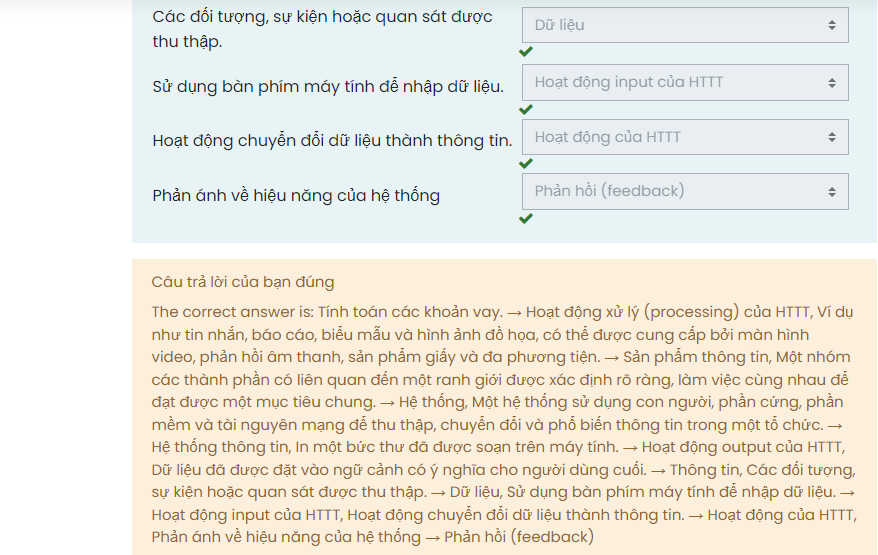 Các đối tượng, sự kiện hoặc quan sát được
thu thập.
Dữ liệu
Sử dụng bàn phím máy tính để nhập dữ liệu.
Hoạt động input của HTTT
Hoạt động chuyển đổi dữ liệu thành thông tin.
Hoạt động của HTTT
Phản ánh về hiệu năng của hệ thống
Phản hồi (feedback)
Câu trả lời của bạn đúng
The correct answer is: Tính toán các khoản vay. → Hoạt động xử lý (processing) của HTTT, Ví dụ
như tin nhắn, báo cáo, biểu mẫu và hình ảnh đồ họa, có thể được cung cấp bởi màn hình
video, phản hồi âm thanh, sản phẩm giấy và đa phương tiện. → Sản phẩm thông tin, Một nhóm
các thành phần có liên quan đến một ranh giới được xác định rõ ràng, làm việc cùng nhau để
đạt được một mục tiêu chung. → Hệ thống, Một hệ thống sử dụng con người, phần cứng, phần
mềm và tài nguyên mạng để thu thập, chuyển đổi và phổ biến thông tin trong một tổ chức. →
Hệ thống thông tin, In một bức thư đã được soạn trên máy tính. → Hoạt động output của HTTT,
Dữ liệu đã được đặt vào ngữ cảnh có ý nghĩa cho người dùng cuối. → Thông tin, Các đối tượng,
sự kiện hoặc quan sát được thu thập. → Dữ liệu, Sử dụng bàn phím máy tính để nhập dữ liệu. →
Hoạt động input của HTTT, Hoạt động chuyển đổi dữ liệu thành thông tin. → Hoạt động của HTTT,
Phản ánh về hiệu năng của hệ thống → Phản hồi (feedback)